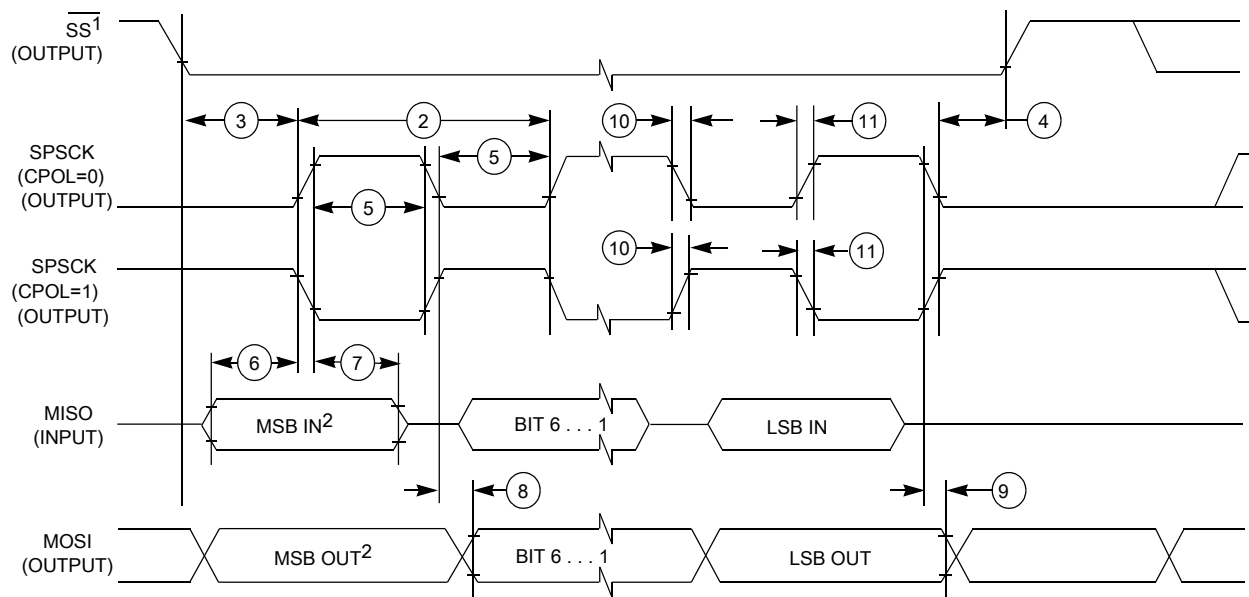 SS¹
(OUTPUT)
3
2
10
11
4
5
SPSCK
(CPOL=0)
(OUTPUT)
5
10
11
SPSCK
(CPOL=1)
(OUTPUT)
6
7
MISO
(INPUT)
MSB IN²
BIT 6 . . . 1
LSB IN
8
9
MOSI
(OUTPUT)
MSB OUT²
BIT 6 . . . 1
LSB OUT